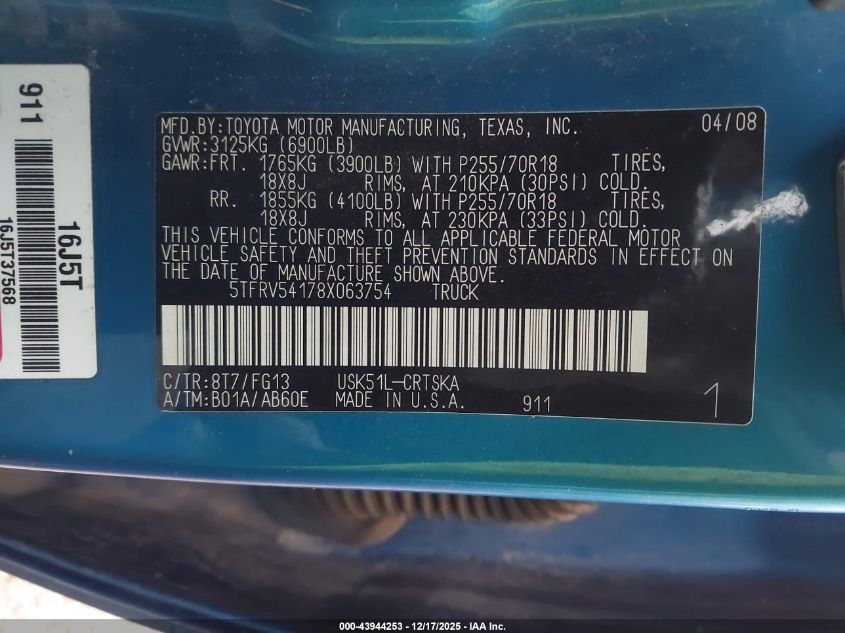 911
16J5T
16J5T37568
MFD.BY:TOYOTA MOTOR MANUFACTURING, TEXAS, INC. 04/08
GVWR:3125KG (6900LB)
GAWR:FRT. 1765KG (3900LB) WITH P255/70R18 TIRES,
18X8J RIMS, AT 210KPA (30PSI) COLD.
RR. 1855KG (4100LB) WITH P255/70R18 TIRES,
18X8J RIMS, AT 230KPA (33PSI) COLD.
THIS VEHICLE CONFORMS TO ALL APPLICABLE FEDERAL MOTOR
VEHICLE SAFETY AND THEFT PREVENTION STANDARDS IN EFFECT ON
THE DATE OF MANUFACTURE SHOWN ABOVE.
5TFRV54178X063754 TRUCK
C/TR:8T7/FG13 USK51L-CRTSKA
A/TM:B01A/AB60E MADE IN U.S.A. 911 1
000-43944253 - 12/17/2025 - IAA Inc.